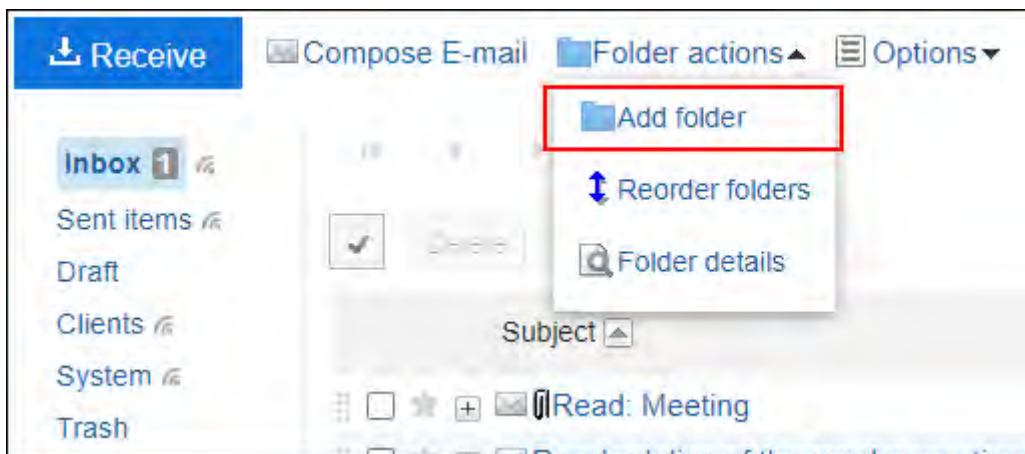 Receive Compose E-mail Folder actions Options
Add folder
Inbox 1
Reorder folders
Sent items
Delete
Folder details
Draft
Clients
Subject
System
Read: Meeting
Trash